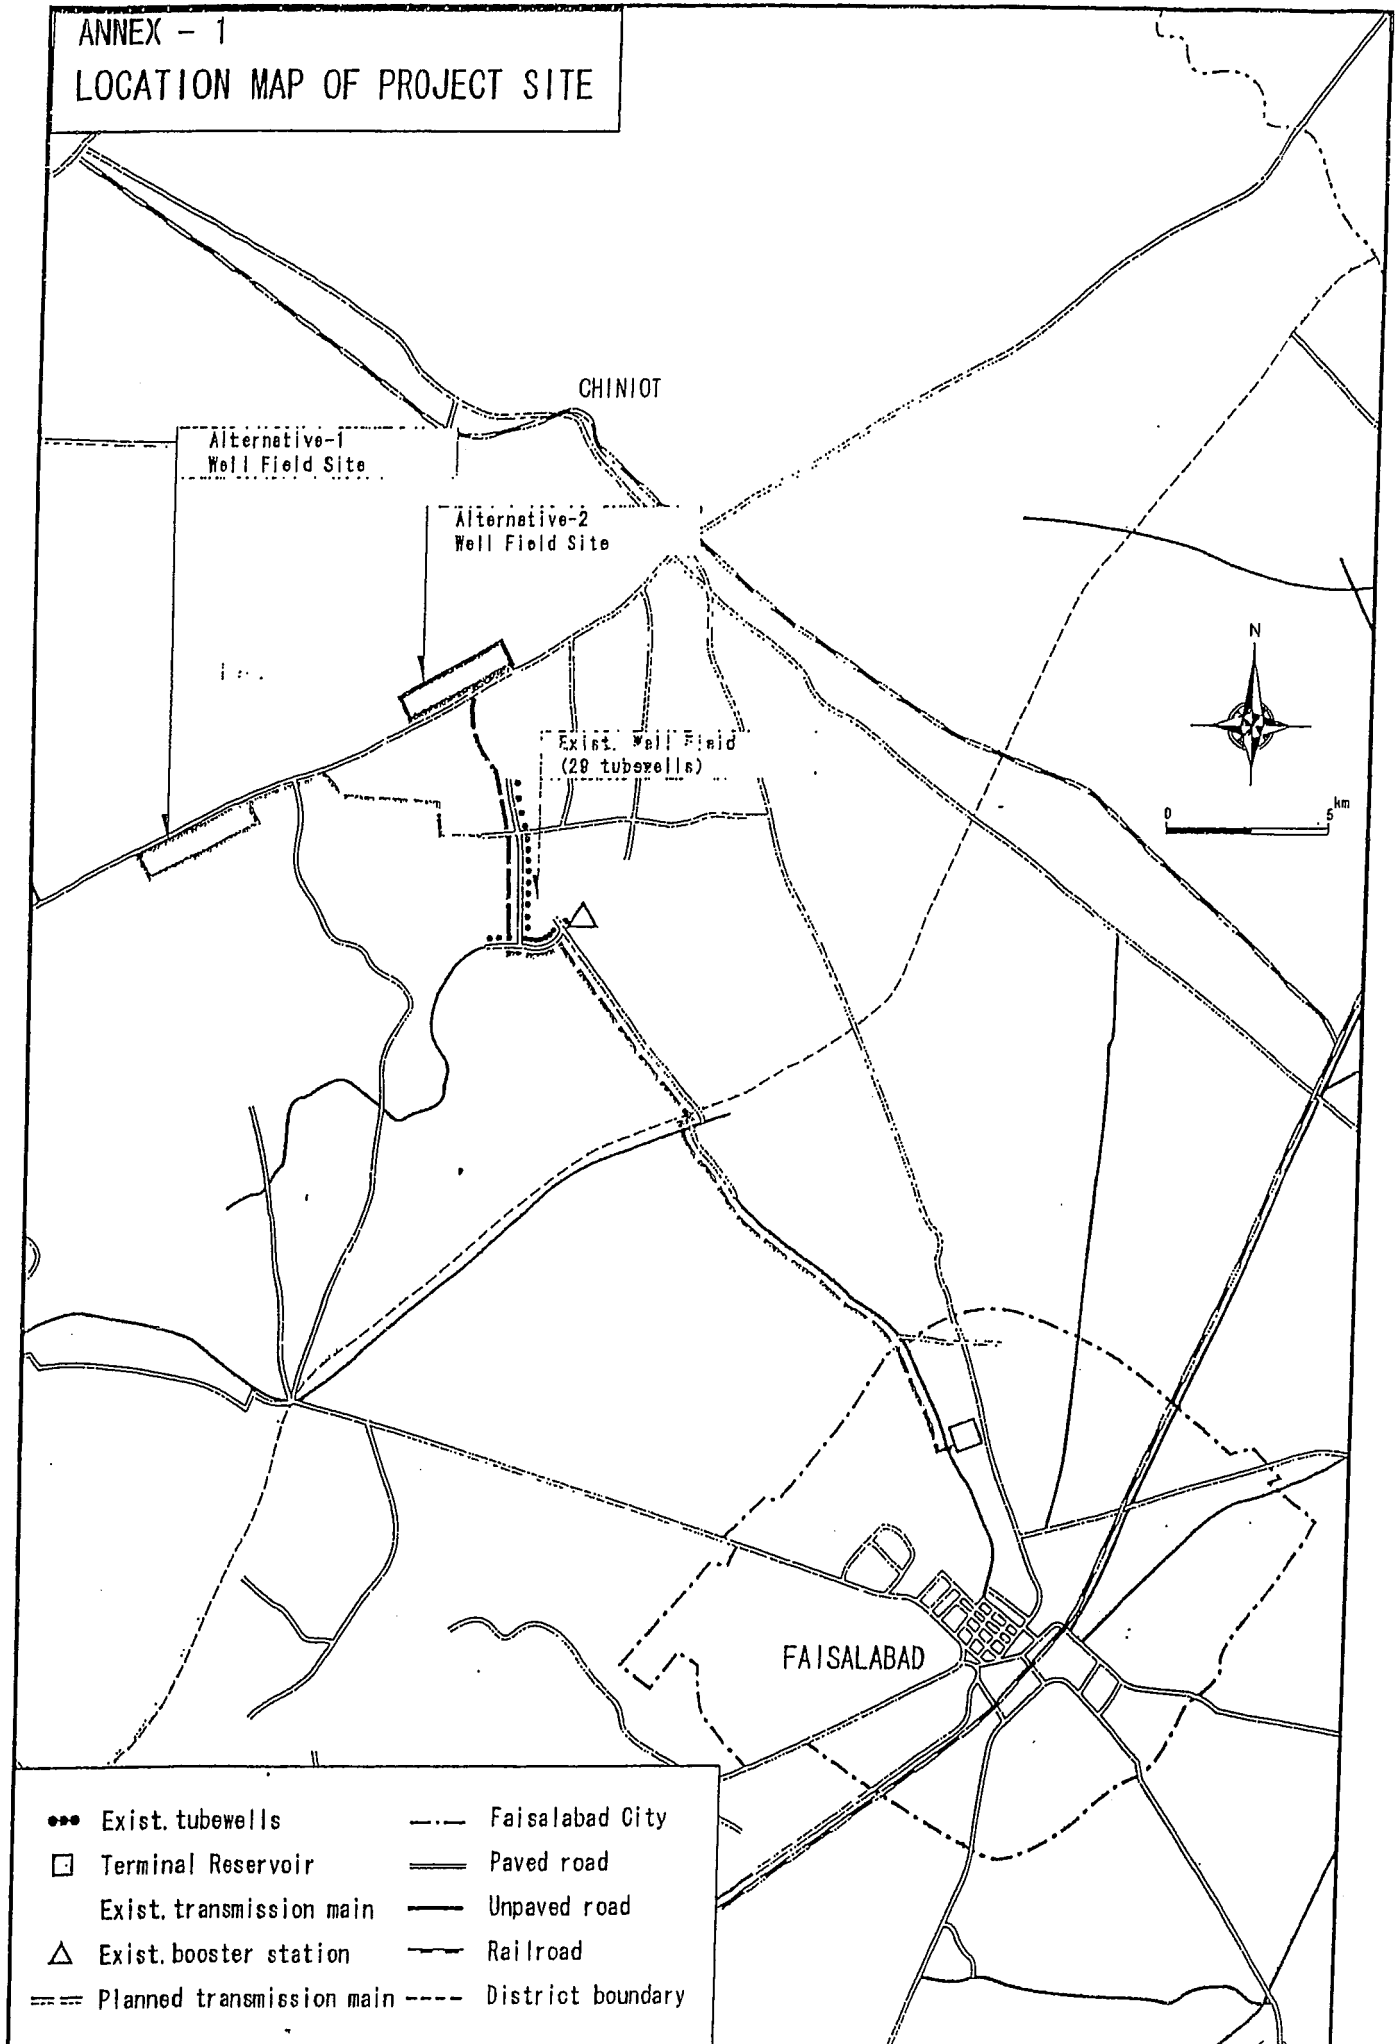 ANNEX - 1
LOCATION MAP OF PROJECT SITE
CHINIOT
Alternative-1
Well Field Site
Alternative-2
Well Field Site
N
Exist. Well Field
(29 tubewells)
0 5 km
FAISALABAD
Exist. tubewells
Terminal Reservoir
Exist. transmission main
Exist. booster station
Planned transmission main
Faisalabad City
Paved road
Unpaved road
Railroad
District boundary